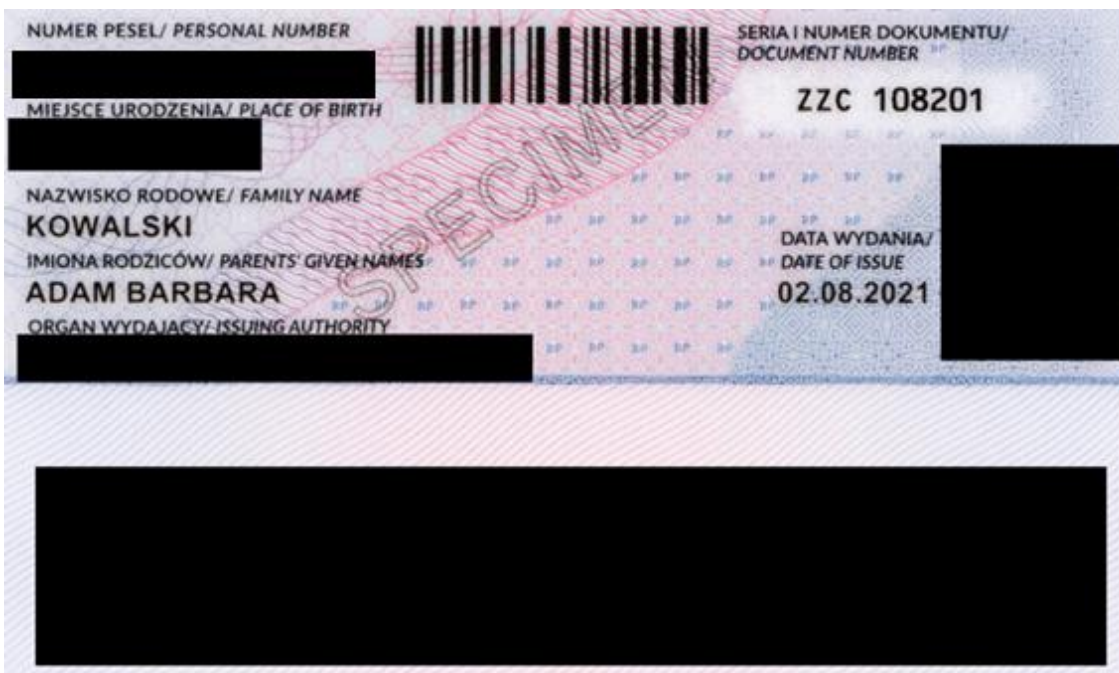 NUMER PESEL/ PERSONAL NUMBER
MIEJSCE URODZENIA/ PLACE OF BIRTH
NAZWISKO RODOWE/ FAMILY NAME
KOWALSKI
IMIONA RODZICÓW/ PARENTS' GIVEN NAMES
ADAM BARBARA
ORGAN WYDAJĄCY/ ISSUING AUTHORITY
SPECIMEN
SERIA I NUMER DOKUMENTU/
DOCUMENT NUMBER
ZZC 108201
DATA WYDANIA/
DATE OF ISSUE
02.08.2021